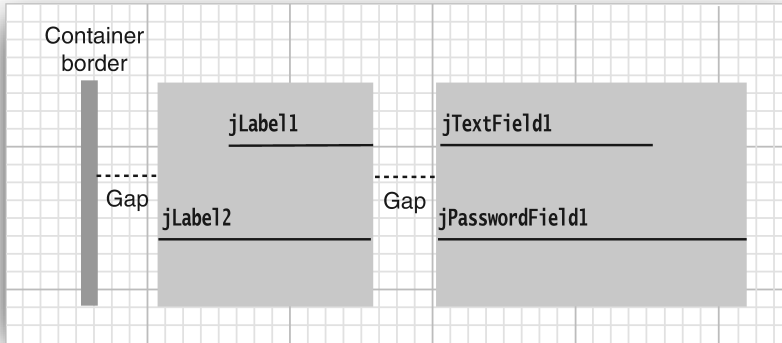 Container
border
jLabel1
jTextField1
Gap
Gap
jLabel2
jPasswordField1